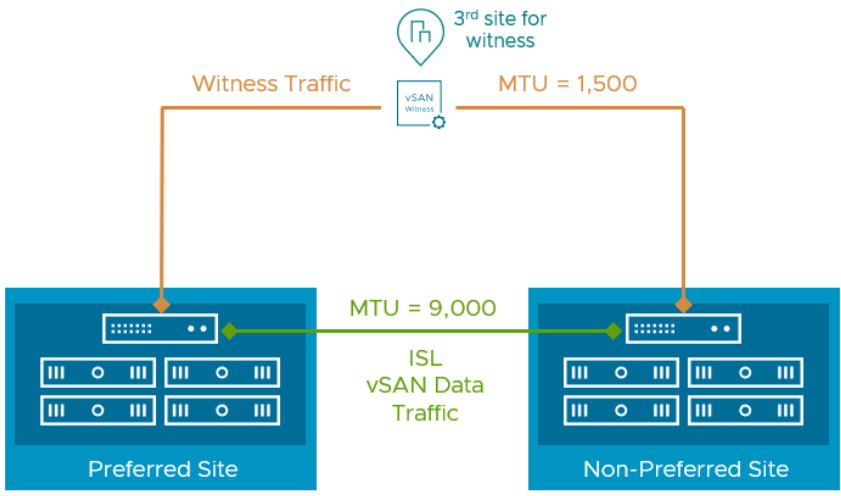 3rd site for
witness
Witness Traffic
vSAN
Witness
MTU = 1,500
MTU = 9,000
ISL
vSAN Data
Traffic
Preferred Site
Non-Preferred Site